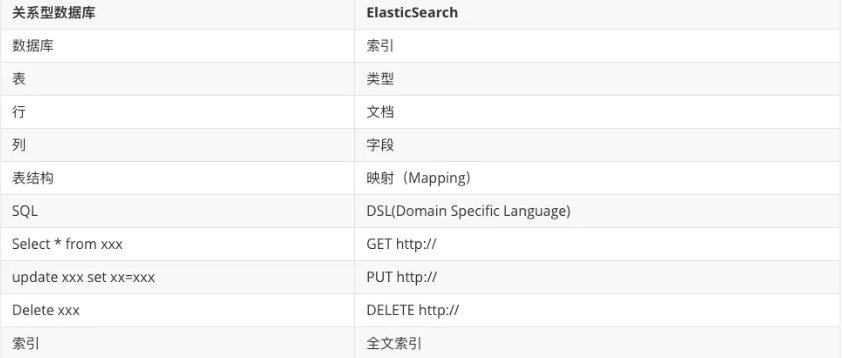 关系型数据库 ElasticSearch
数据库 索引
表 类型
行 文档
列 字段
表结构 映射（Mapping）
SQL DSL(Domain Specific Language)
Select * from xxx GET http://
update xxx set xx=xxx PUT http://
Delete xxx DELETE http://
索引 全文索引